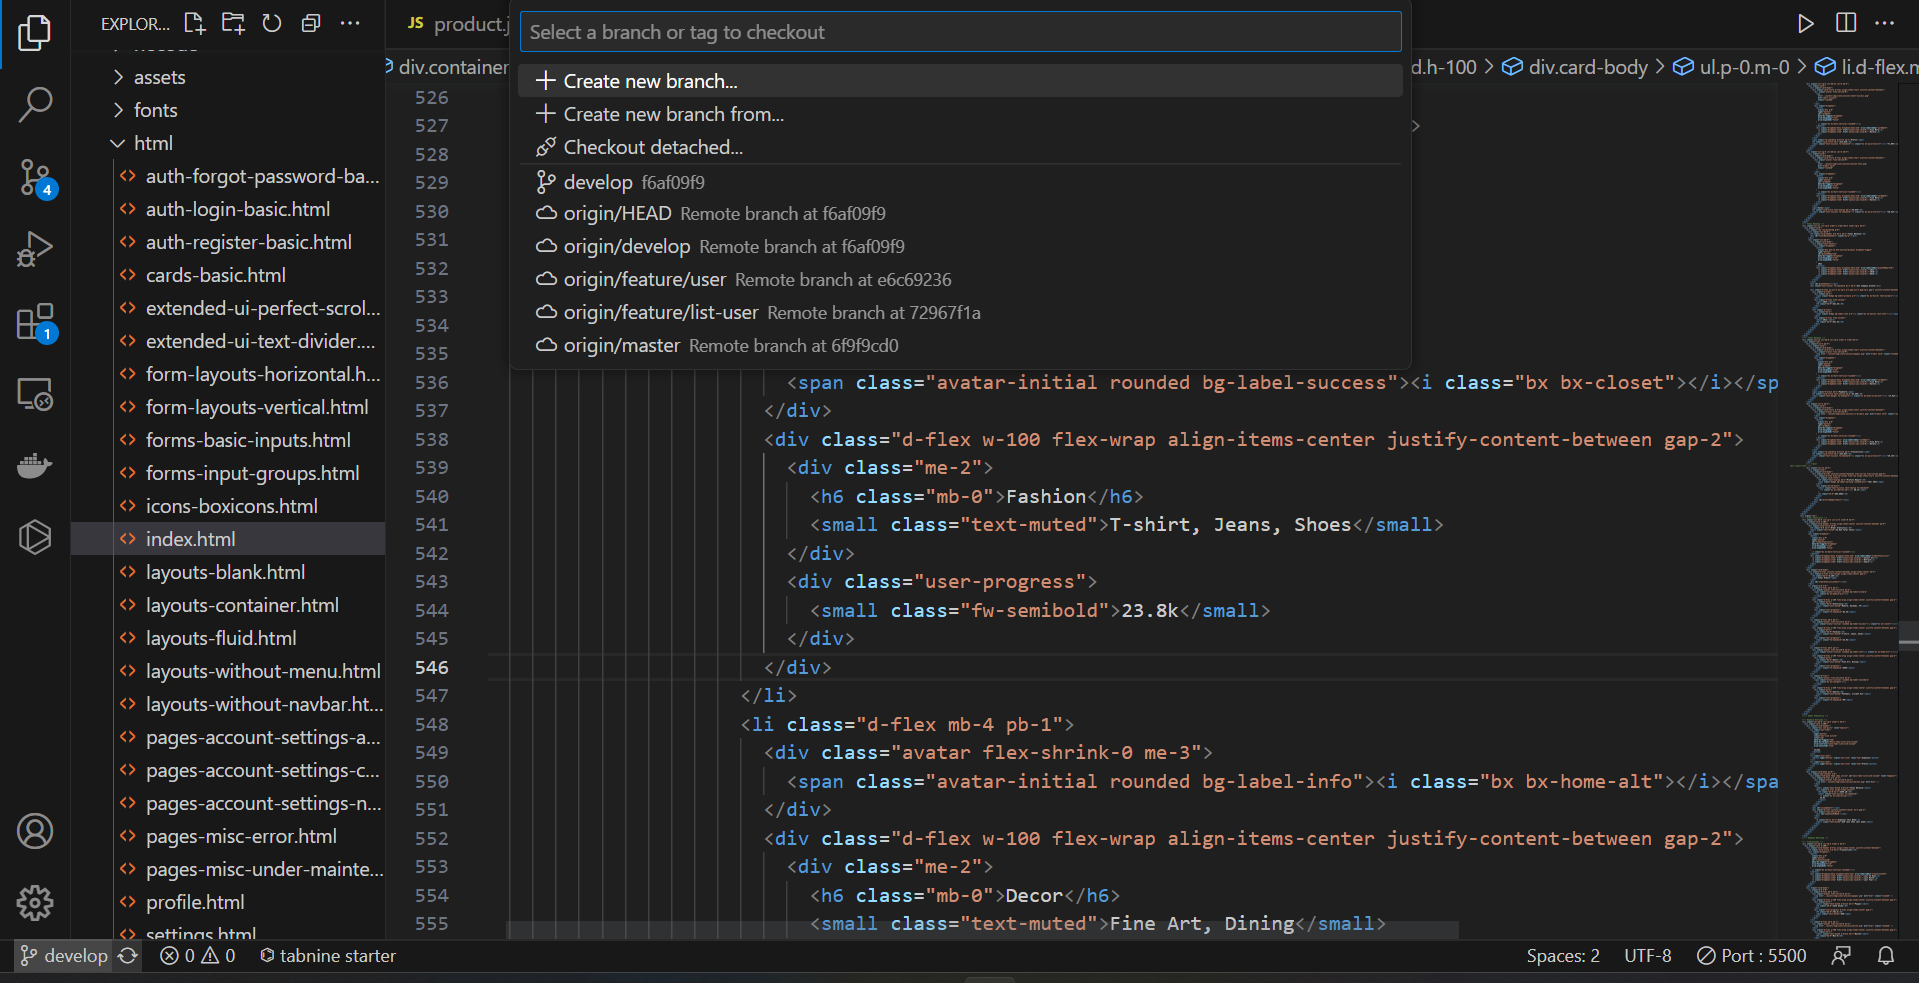 EXPLOR...
assets
fonts
html
auth-forgot-password-ba...
auth-login-basic.html
auth-register-basic.html
cards-basic.html
extended-ui-perfect-scrol...
extended-ui-text-divider....
form-layouts-horizontal.h...
form-layouts-vertical.html
forms-basic-inputs.html
forms-input-groups.html
icons-boxicons.html
index.html
layouts-blank.html
layouts-container.html
layouts-fluid.html
layouts-without-menu.html
layouts-without-navbar.ht...
pages-account-settings-a...
pages-account-settings-c...
pages-account-settings-n...
pages-misc-error.html
pages-misc-under-mainte...
profile.html
settings.html
4
1
JS product.j
div.container
d.h-100 > div.card-body > ul.p-0.m-0 > li.d-flex.m
Select a branch or tag to checkout
Create new branch...
Create new branch from...
Checkout detached...
develop f6af09f9
origin/HEAD Remote branch at f6af09f9
origin/develop Remote branch at f6af09f9
origin/feature/user Remote branch at e6c69236
origin/feature/list-user Remote branch at 72967f1a
origin/master Remote branch at 6f9f9cd0
526
527 >
528
529
530
531
532
533
534
535
536 <span class="avatar-initial rounded bg-label-success"><i class="bx bx-closet"></i></sp
537 </div>
538 <div class="d-flex w-100 flex-wrap align-items-center justify-content-between gap-2">
539 <div class="me-2">
540 <h6 class="mb-0">Fashion</h6>
541 <small class="text-muted">T-shirt, Jeans, Shoes</small>
542 </div>
543 <div class="user-progress">
544 <small class="fw-semibold">23.8k</small>
545 </div>
546 </div>
547 </li>
548 <li class="d-flex mb-4 pb-1">
549 <div class="avatar flex-shrink-0 me-3">
550 <span class="avatar-initial rounded bg-label-info"><i class="bx bx-home-alt"></i></spa
551 </div>
552 <div class="d-flex w-100 flex-wrap align-items-center justify-content-between gap-2">
553 <div class="me-2">
554 <h6 class="mb-0">Decor</h6>
555 <small class="text-muted">Fine Art, Dining</small>
develop 0 0 tabnine starter Spaces: 2 UTF-8 Port : 5500